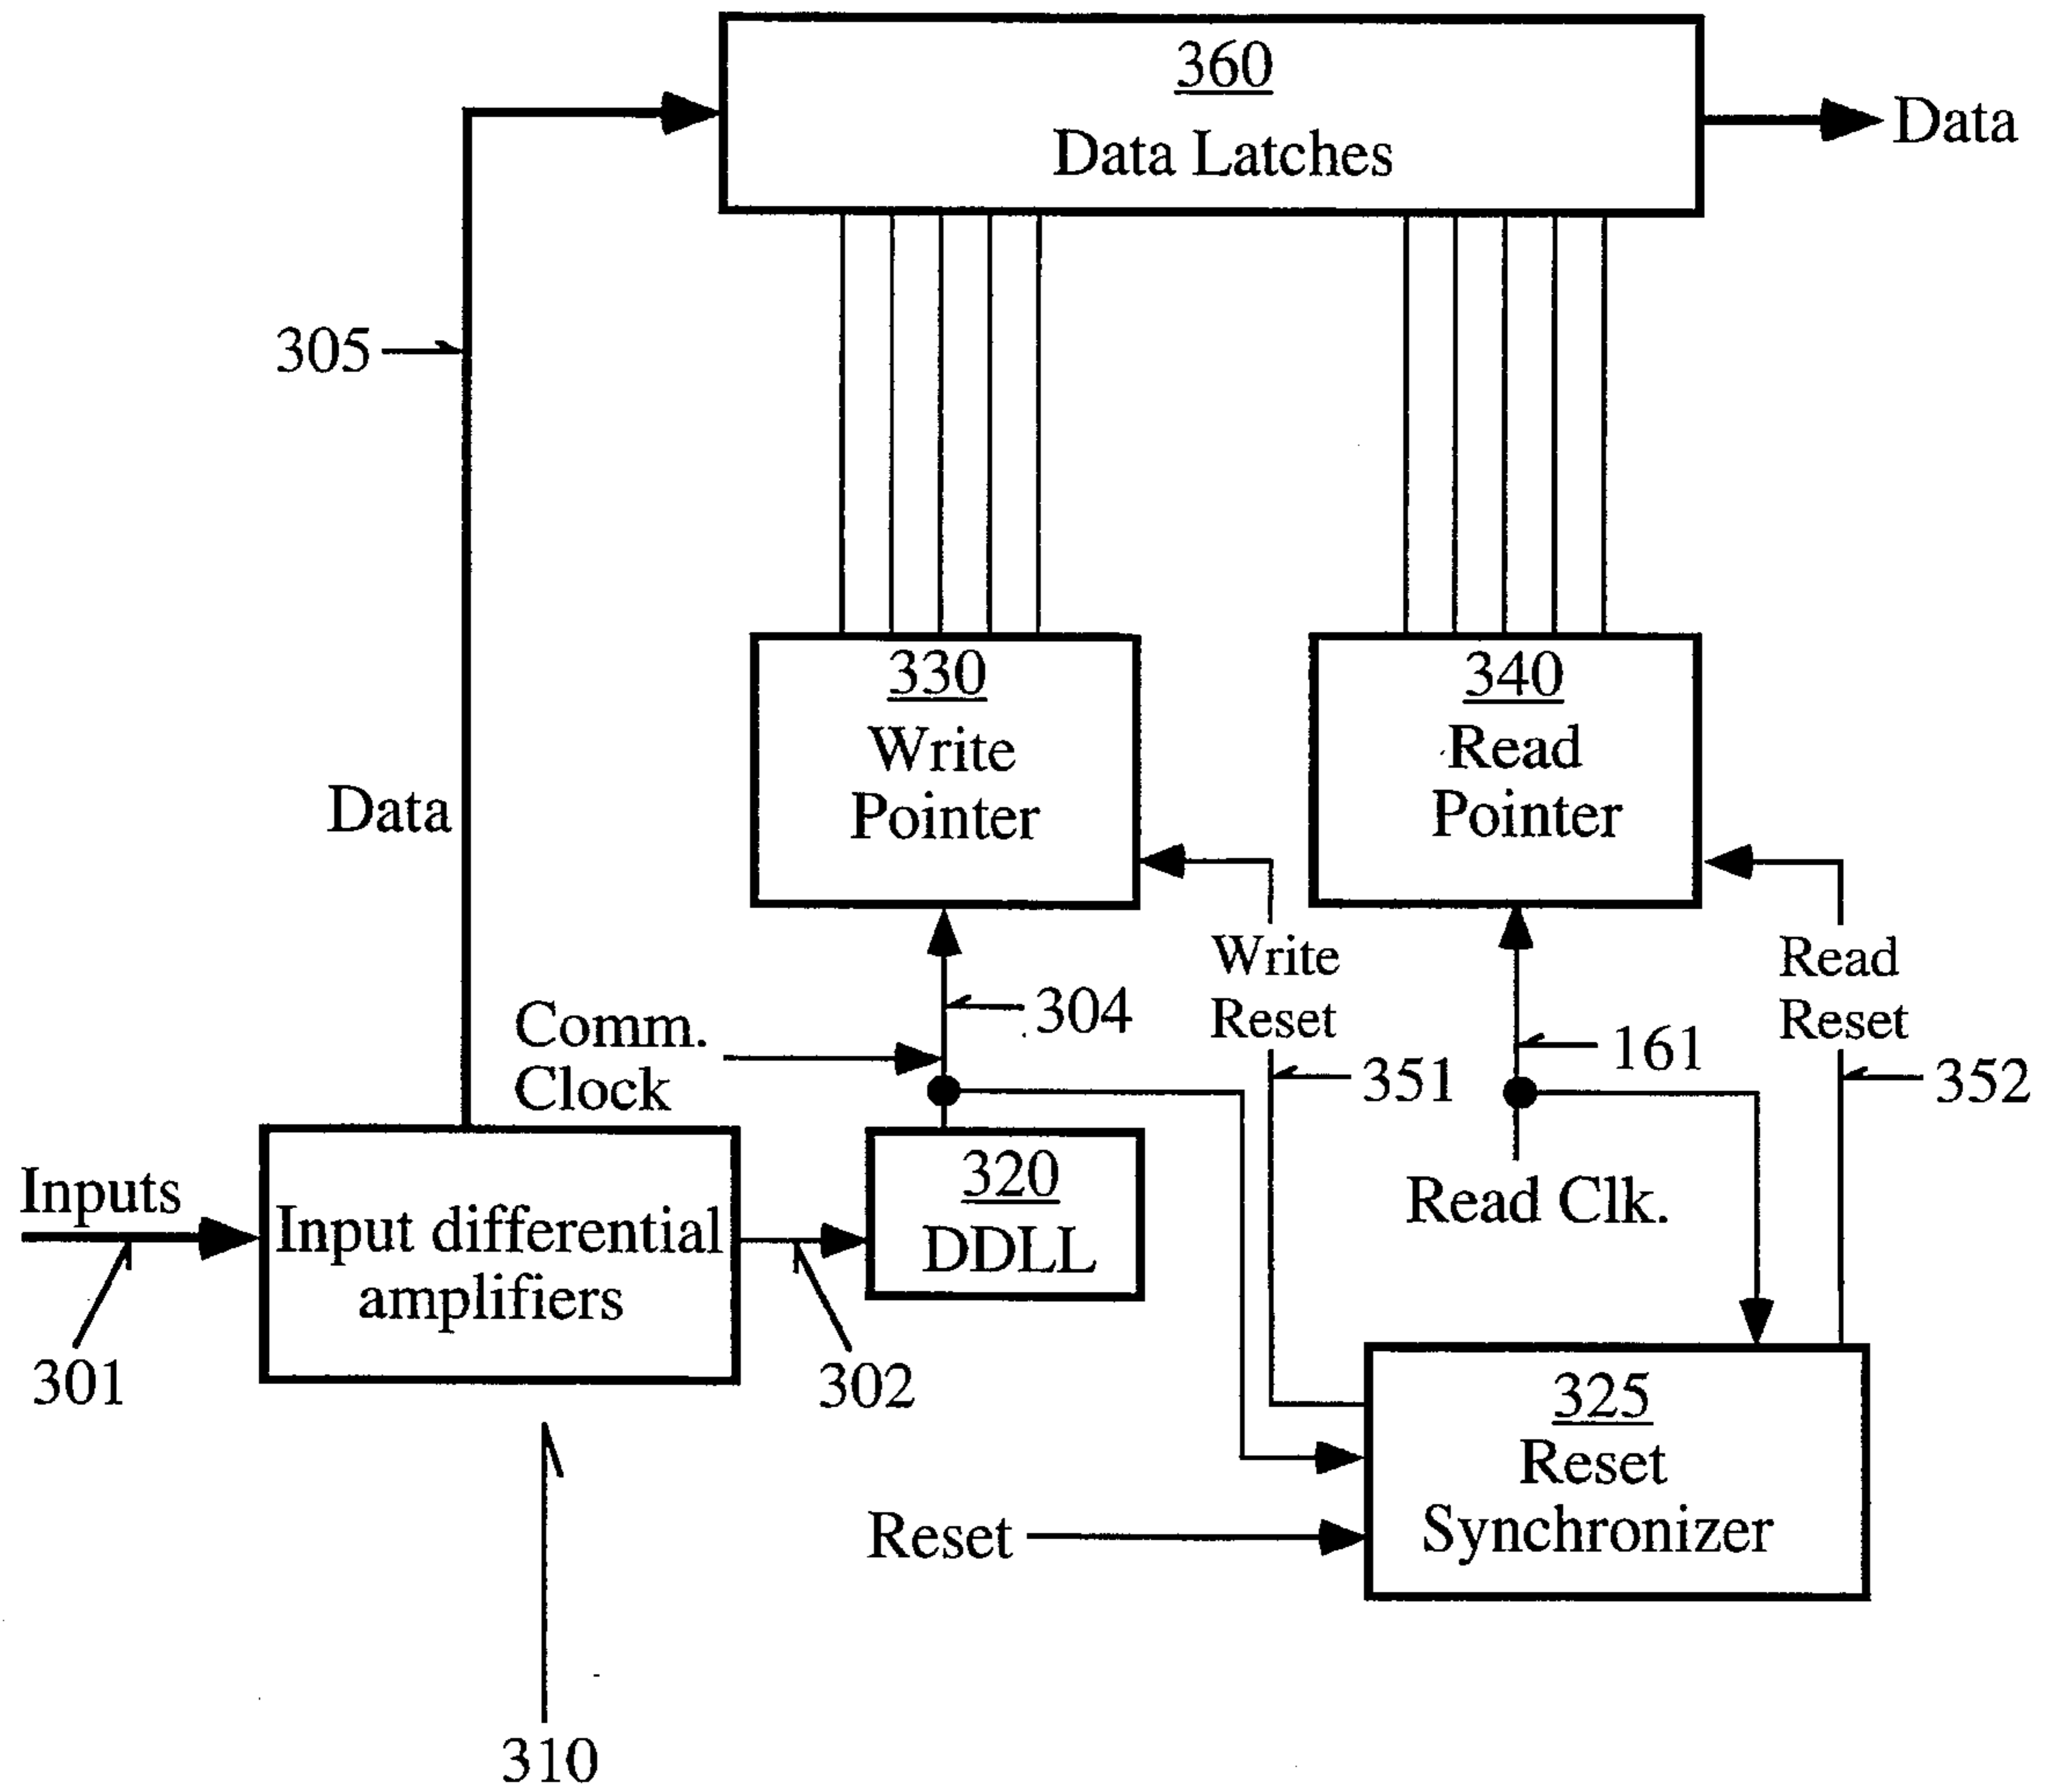 360
Data Latches
Data
305
330
Write
Pointer
340
Read
Pointer
Data
Write
Reset
Read
Reset
304
Comm.
Clock
161
351
352
Inputs
Input differential
amplifiers
320
DDLL
Read Clk.
301
302
325
Reset
Synchronizer
Reset
310